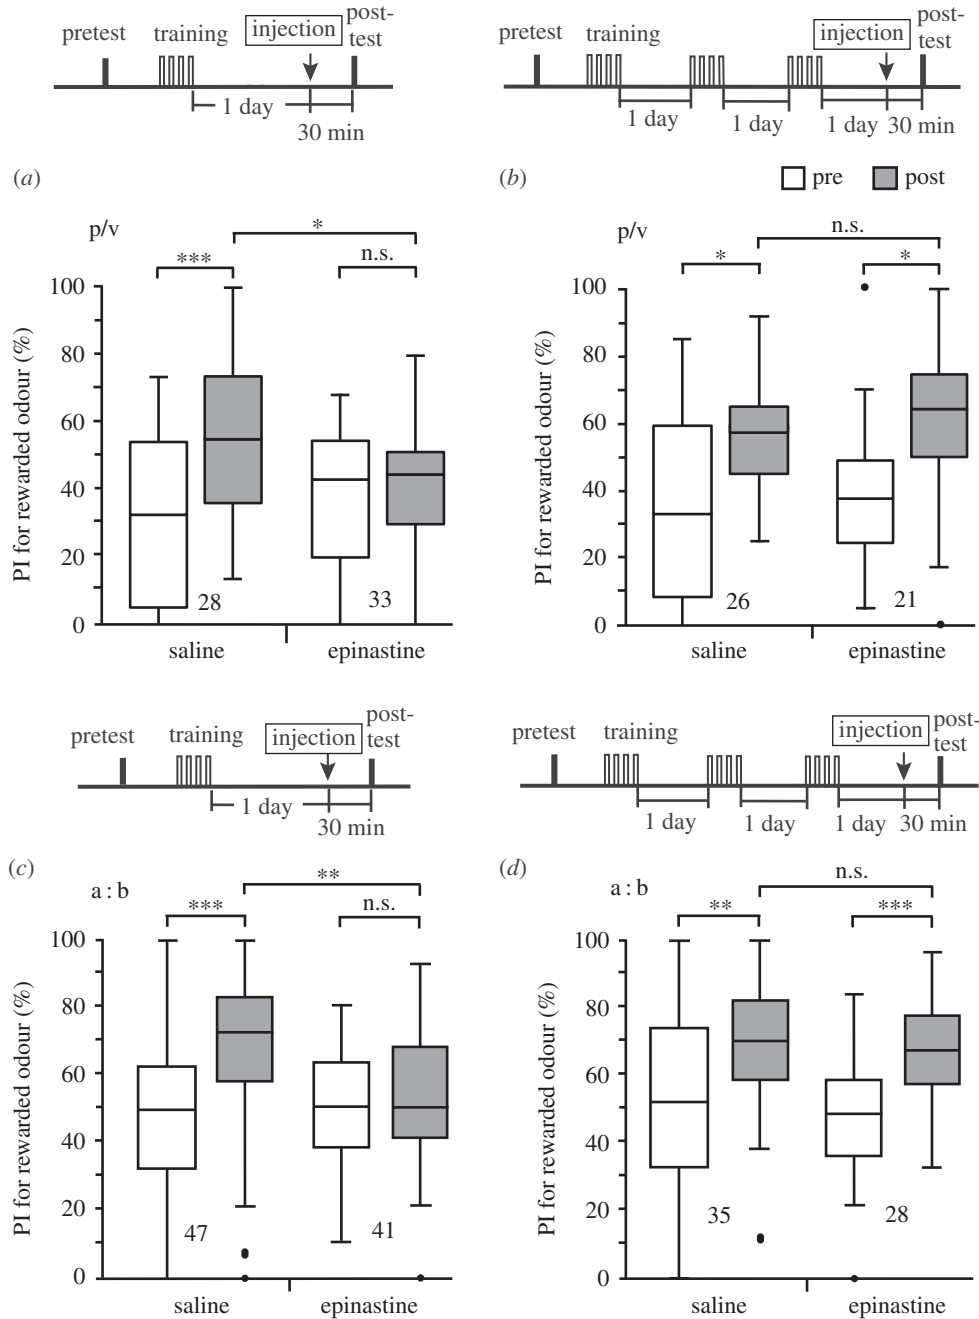 pretest training injection post-
test
1 day
30 min
pretest training injection post-
test
1 day 1 day 1 day 30 min
(a)
(b)
pre post
p/v
*
*** n.s.
PI for rewarded odour (%)
100
80
60
40
20
0
28 33
saline epinastine
p/v
n.s.
* *
PI for rewarded odour (%)
100
80
60
40
20
0
26 21
saline epinastine
pretest training injection post-
test
1 day
30 min
pretest training injection post-
test
1 day 1 day 1 day 30 min
(c)
(d)
a : b
**
*** n.s.
PI for rewarded odour (%)
100
80
60
40
20
0
47 41
saline epinastine
a : b
n.s.
** ***
PI for rewarded odour (%)
100
80
60
40
20
0
35 28
saline epinastine